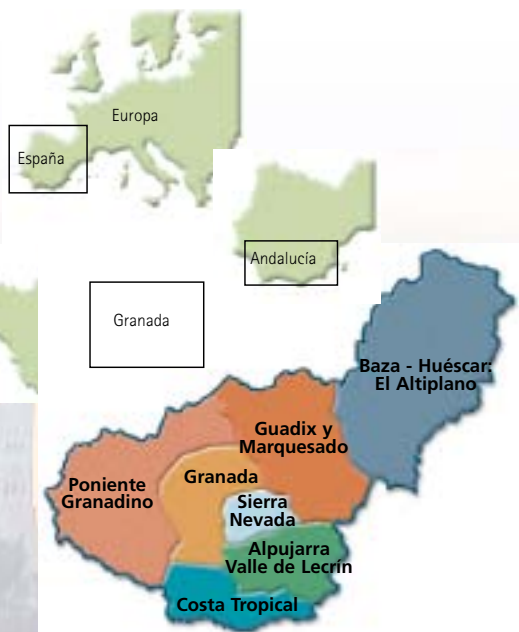 Europa
España
Andalucía
Granada
Baza - Huéscar:
El Altiplano
Guadix y
Marquesado
Granada
Poniente
Granadino
Sierra
Nevada
Alpujarra
Valle de Lecrín
Costa Tropical